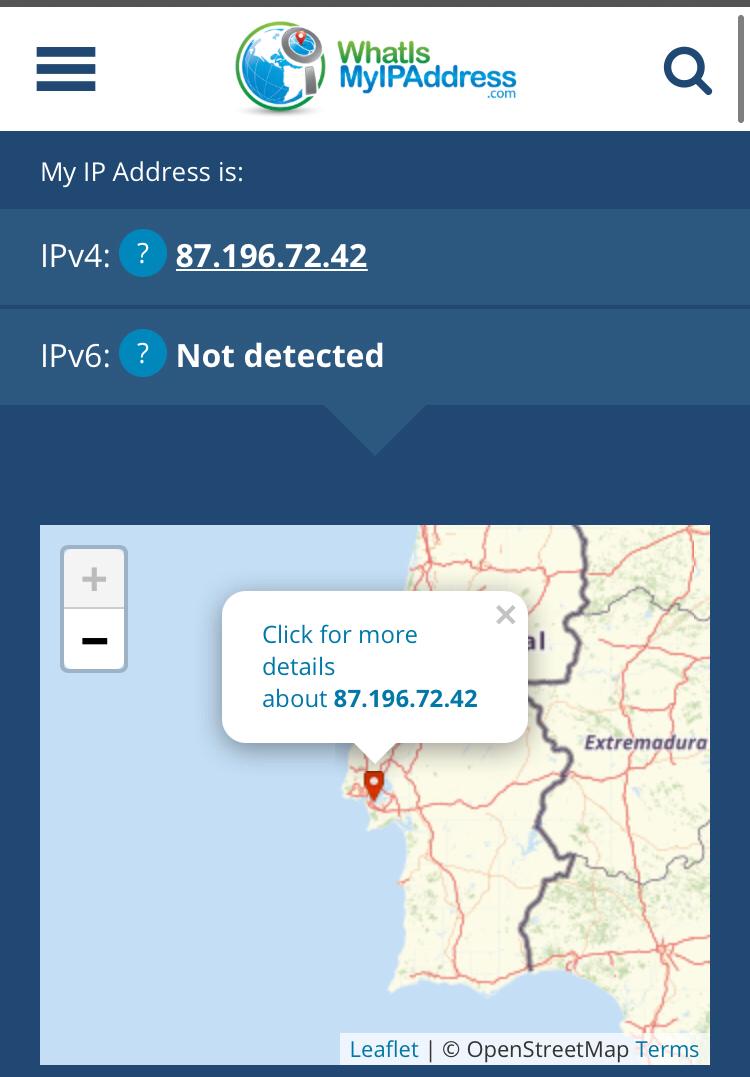 WhatIs
MyIPAddress
.com
My IP Address is:
IPv4: ? 87.196.72.42
IPv6: ? Not detected
+
−
×
Click for more
details
about 87.196.72.42
al
Extremadura
Leaflet | © OpenStreetMap Terms